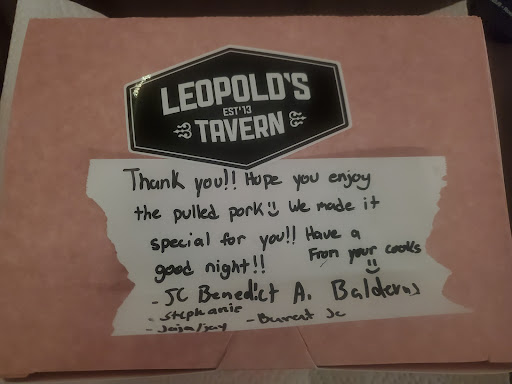 LEOPOLD'S
EST'13
TAVERN
Thank you!! Hope you enjoy
the pulled pork We made it
special for you!! Have a
good night!! From your cooks
- JC Benedict A. Balderas
- Stephanie
- Jaja/jay - Burent Jc